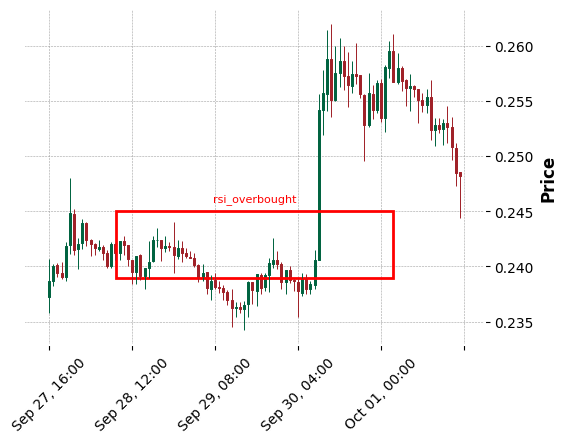 0.260
0.255
0.250
0.245
0.240
0.235
Price
rsi_overbought
Sep 27, 16:00
Sep 28, 12:00
Sep 29, 08:00
Sep 30, 04:00
Oct 01, 00:00